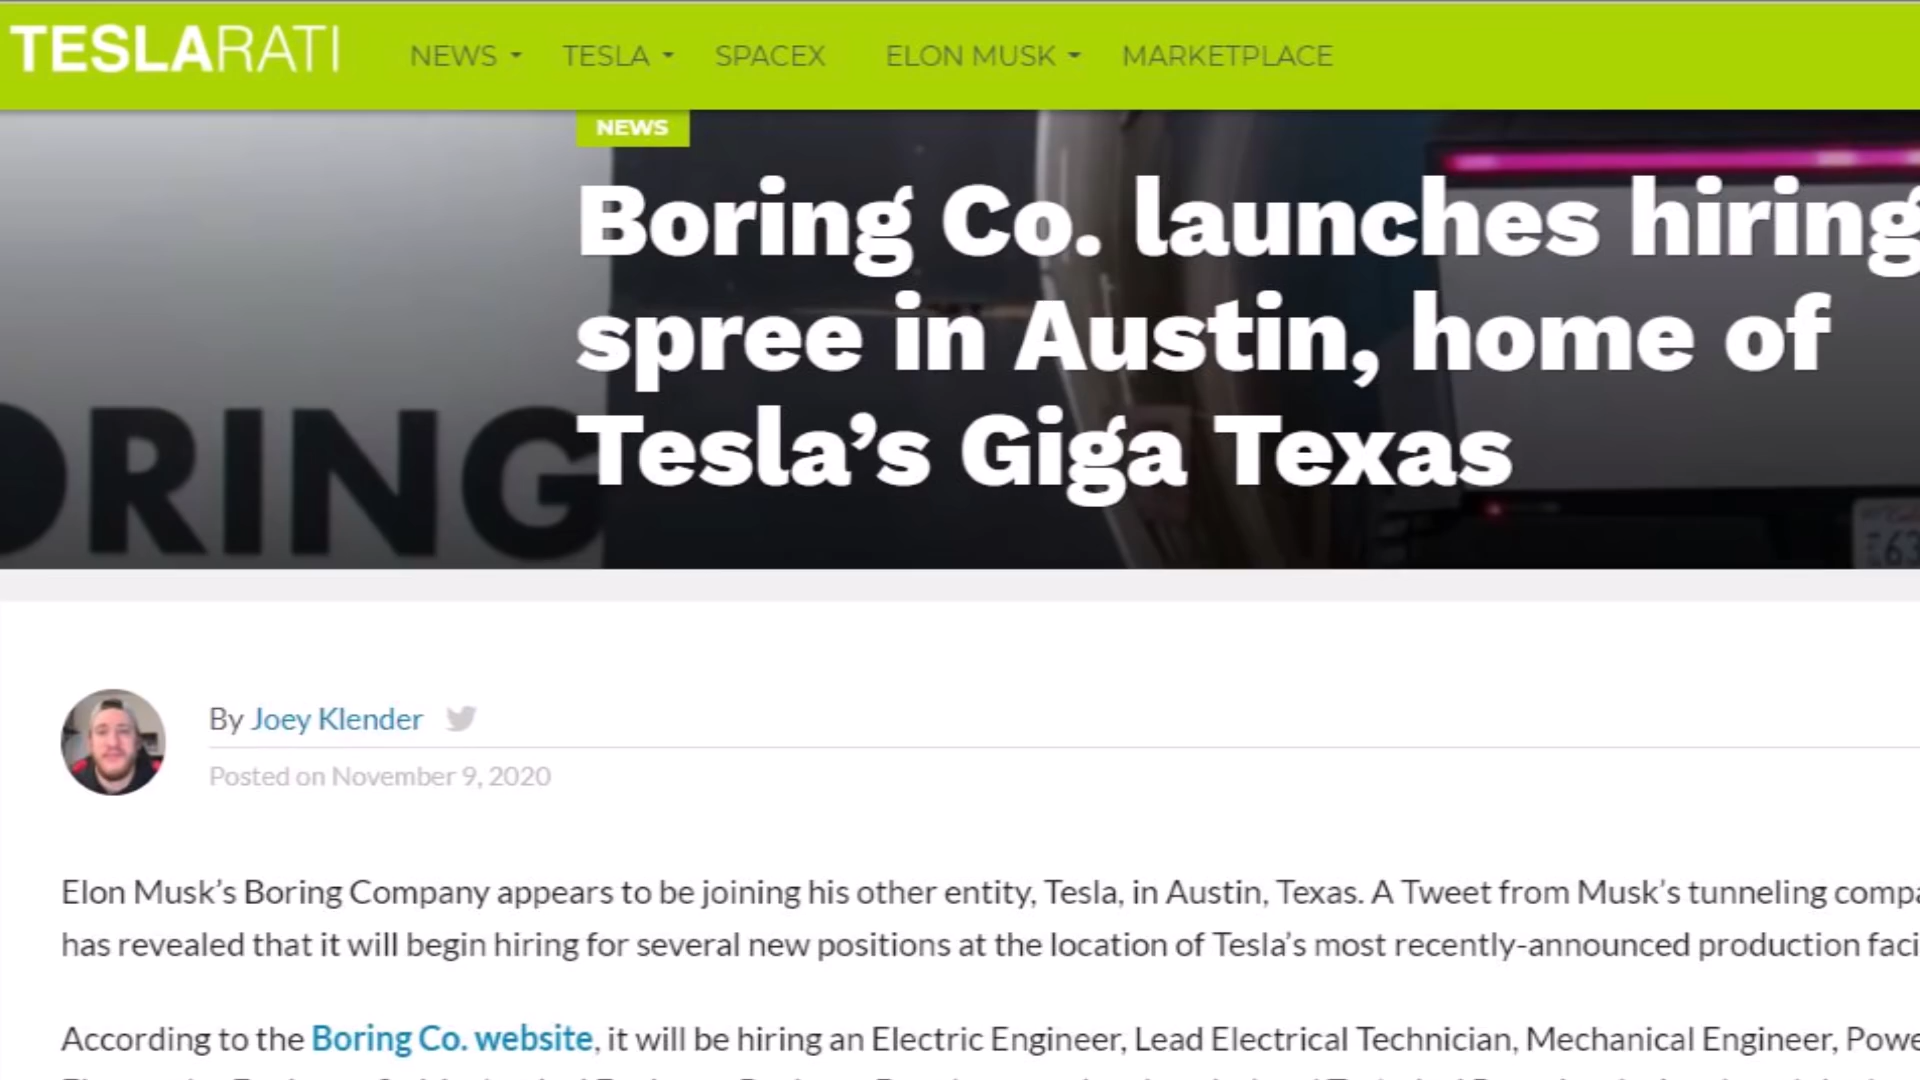 TESLARATI
NEWS TESLA SPACEX ELON MUSK MARKETPLACE
NEWS
Boring Co. launches hiring
spree in Austin, home of
Tesla's Giga Texas
ORING
63
By Joey Klender
Posted on November 9, 2020
Elon Musk's Boring Company appears to be joining his other entity, Tesla, in Austin, Texas. A Tweet from Musk's tunneling compa
has revealed that it will begin hiring for several new positions at the location of Tesla's most recently-announced production faci
According to the Boring Co. website, it will be hiring an Electric Engineer, Lead Electrical Technician, Mechanical Engineer, Powe